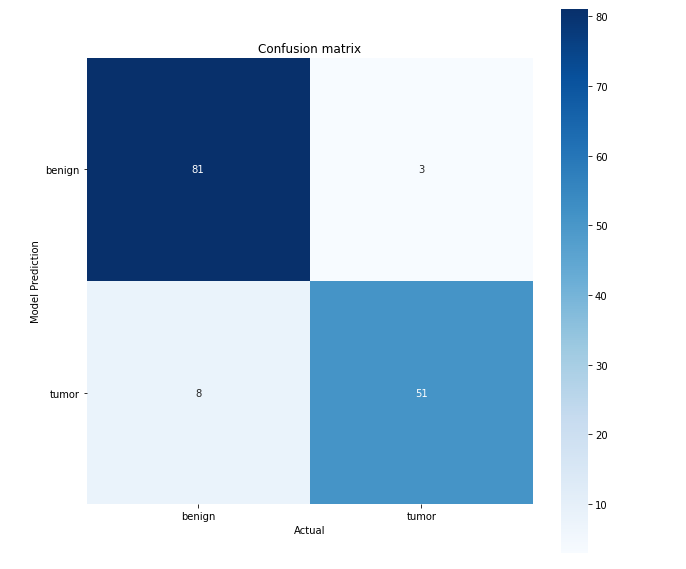 Confusion matrix
Model Prediction
benign
81
3
tumor
8
51
benign
tumor
Actual
80
70
60
50
40
30
20
10